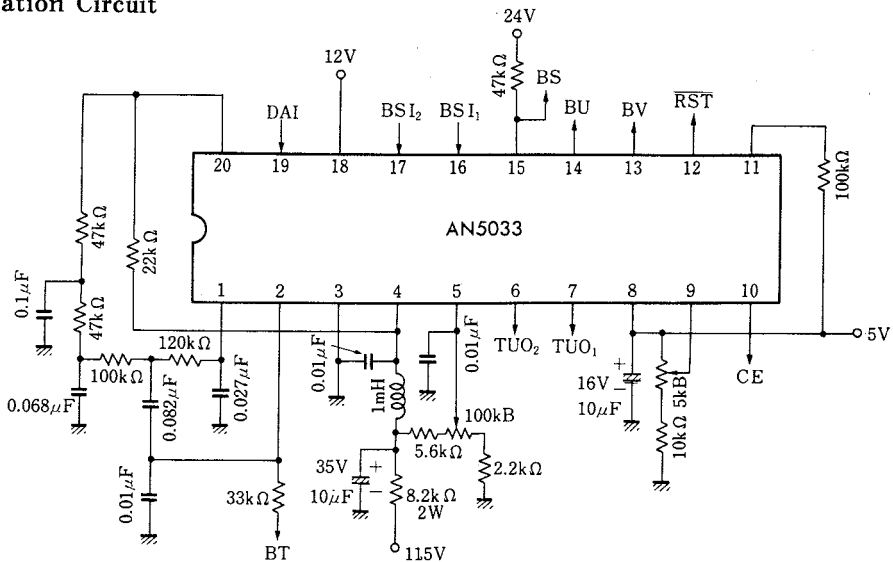 ation Circuit
24V
12V
47kΩ
BS
DAI
BSI₂
BSI₁
BU
BV
RST
20
19
18
17
16
15
14
13
12
11
100kΩ
AN5033
47kΩ
22kΩ
0.1μF
47kΩ
1
2
3
4
5
6
7
8
9
10
5V
120kΩ
100kΩ
0.01μF
0.01μF
TUO₂
TUO₁
CE
0.068μF
0.082μF
0.027μF
1mH
100kB
5.6kΩ
2.2kΩ
+
16V
−
10μF
5kB
10kΩ
0.01μF
33kΩ
35V
+
10μF
−
8.2kΩ
2W
BT
115V